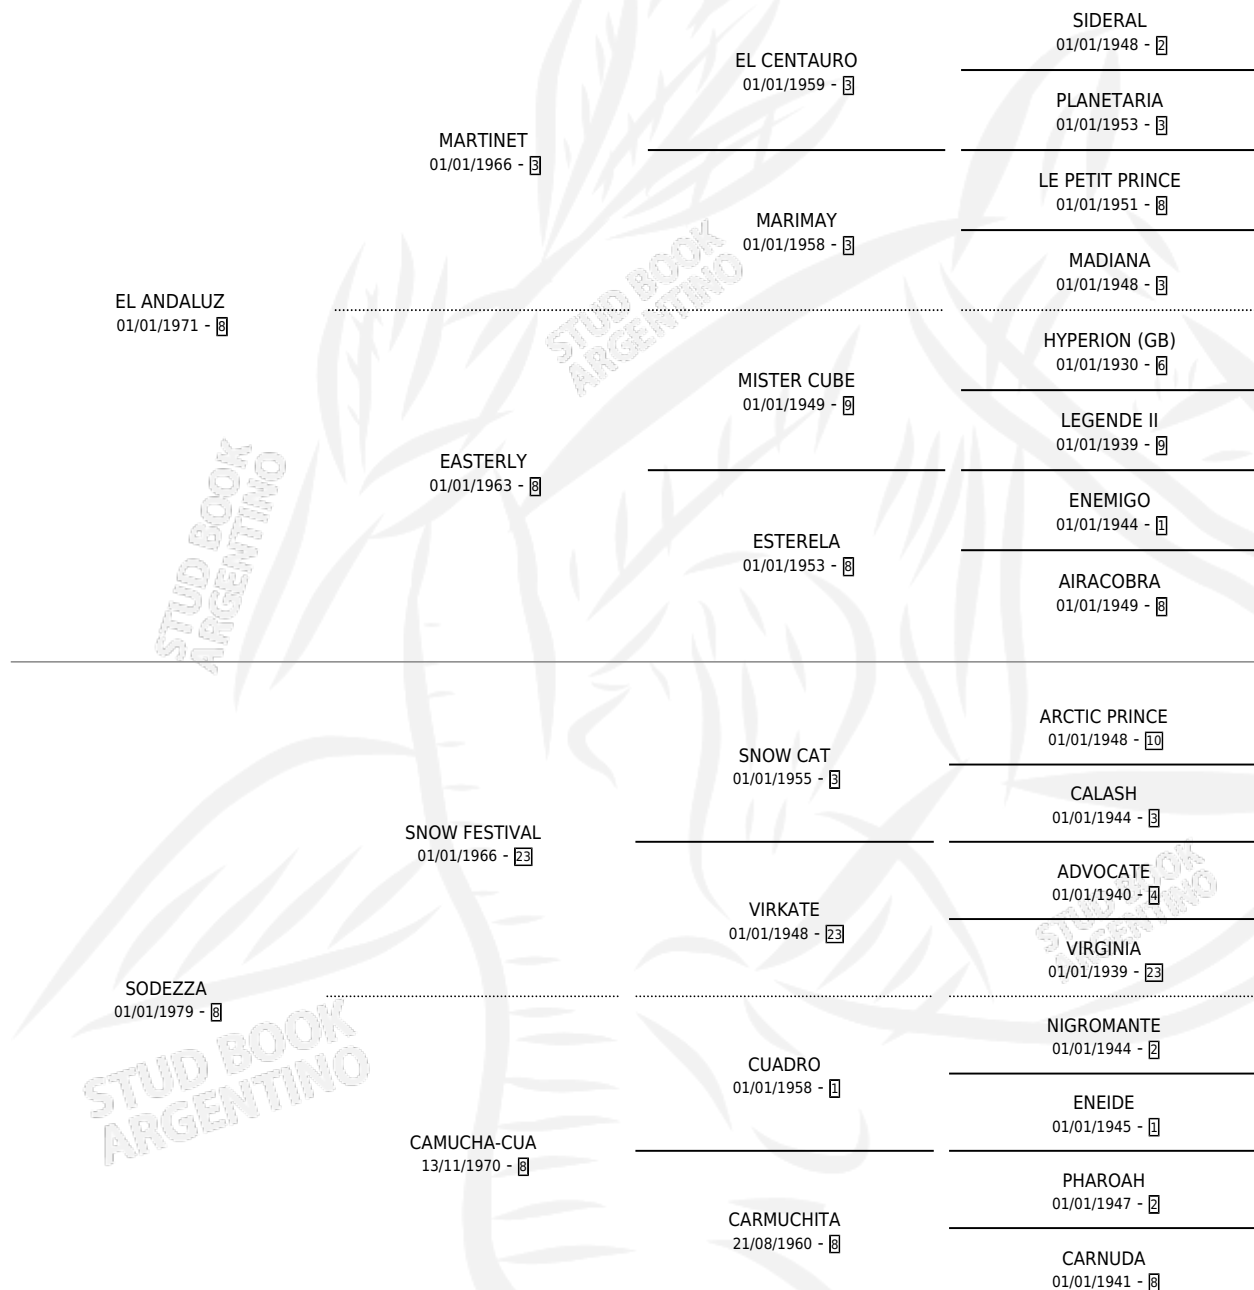 SIDERAL
01/01/1948 - 2
EL CENTAURO
01/01/1959 - 3
PLANETARIA
01/01/1953 - 3
MARTINET
01/01/1966 - 3
LE PETIT PRINCE
01/01/1951 - 8
MARIMAY
01/01/1958 - 3
MADIANA
01/01/1948 - 3
EL ANDALUZ
01/01/1971 - 8
HYPERION (GB)
01/01/1930 - 6
MISTER CUBE
01/01/1949 - 9
LEGENDE II
01/01/1939 - 9
EASTERLY
01/01/1963 - 8
ENEMIGO
01/01/1944 - 1
ESTERELA
01/01/1953 - 8
AIRACOBRA
01/01/1949 - 8
ARCTIC PRINCE
01/01/1948 - 10
SNOW CAT
01/01/1955 - 3
CALASH
01/01/1944 - 3
SNOW FESTIVAL
01/01/1966 - 23
ADVOCATE
01/01/1940 - 4
VIRKATE
01/01/1948 - 23
VIRGINIA
01/01/1939 - 23
SODEZZA
01/01/1979 - 8
NIGROMANTE
01/01/1944 - 2
CUADRO
01/01/1958 - 1
ENEIDE
01/01/1945 - 1
CAMUCHA-CUA
13/11/1970 - 8
PHAROAH
01/01/1947 - 2
CARMUCHITA
21/08/1960 - 8
CARNUDA
01/01/1941 - 8
STUD BOOK
ARGENTINO
STUD BOOK
ARGENTINO
STUD BOOK
ARGENTINO
STUD BOOK
ARGENTINO